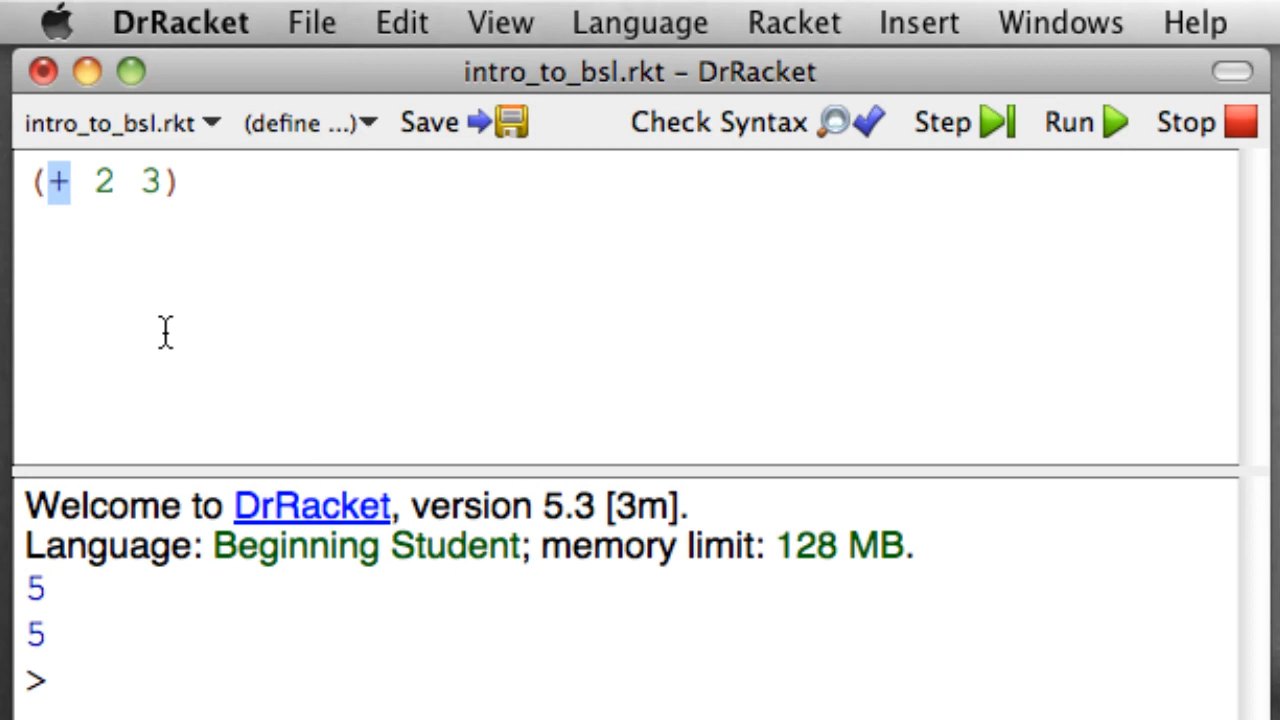 DrRacket File Edit View Language Racket Insert Windows Help
intro_to_bsl.rkt – DrRacket
intro_to_bsl.rkt (define ...) Save Check Syntax Step Run Stop
(+ 2 3)
Welcome to DrRacket, version 5.3 [3m].
Language: Beginning Student; memory limit: 128 MB.
5
5
>